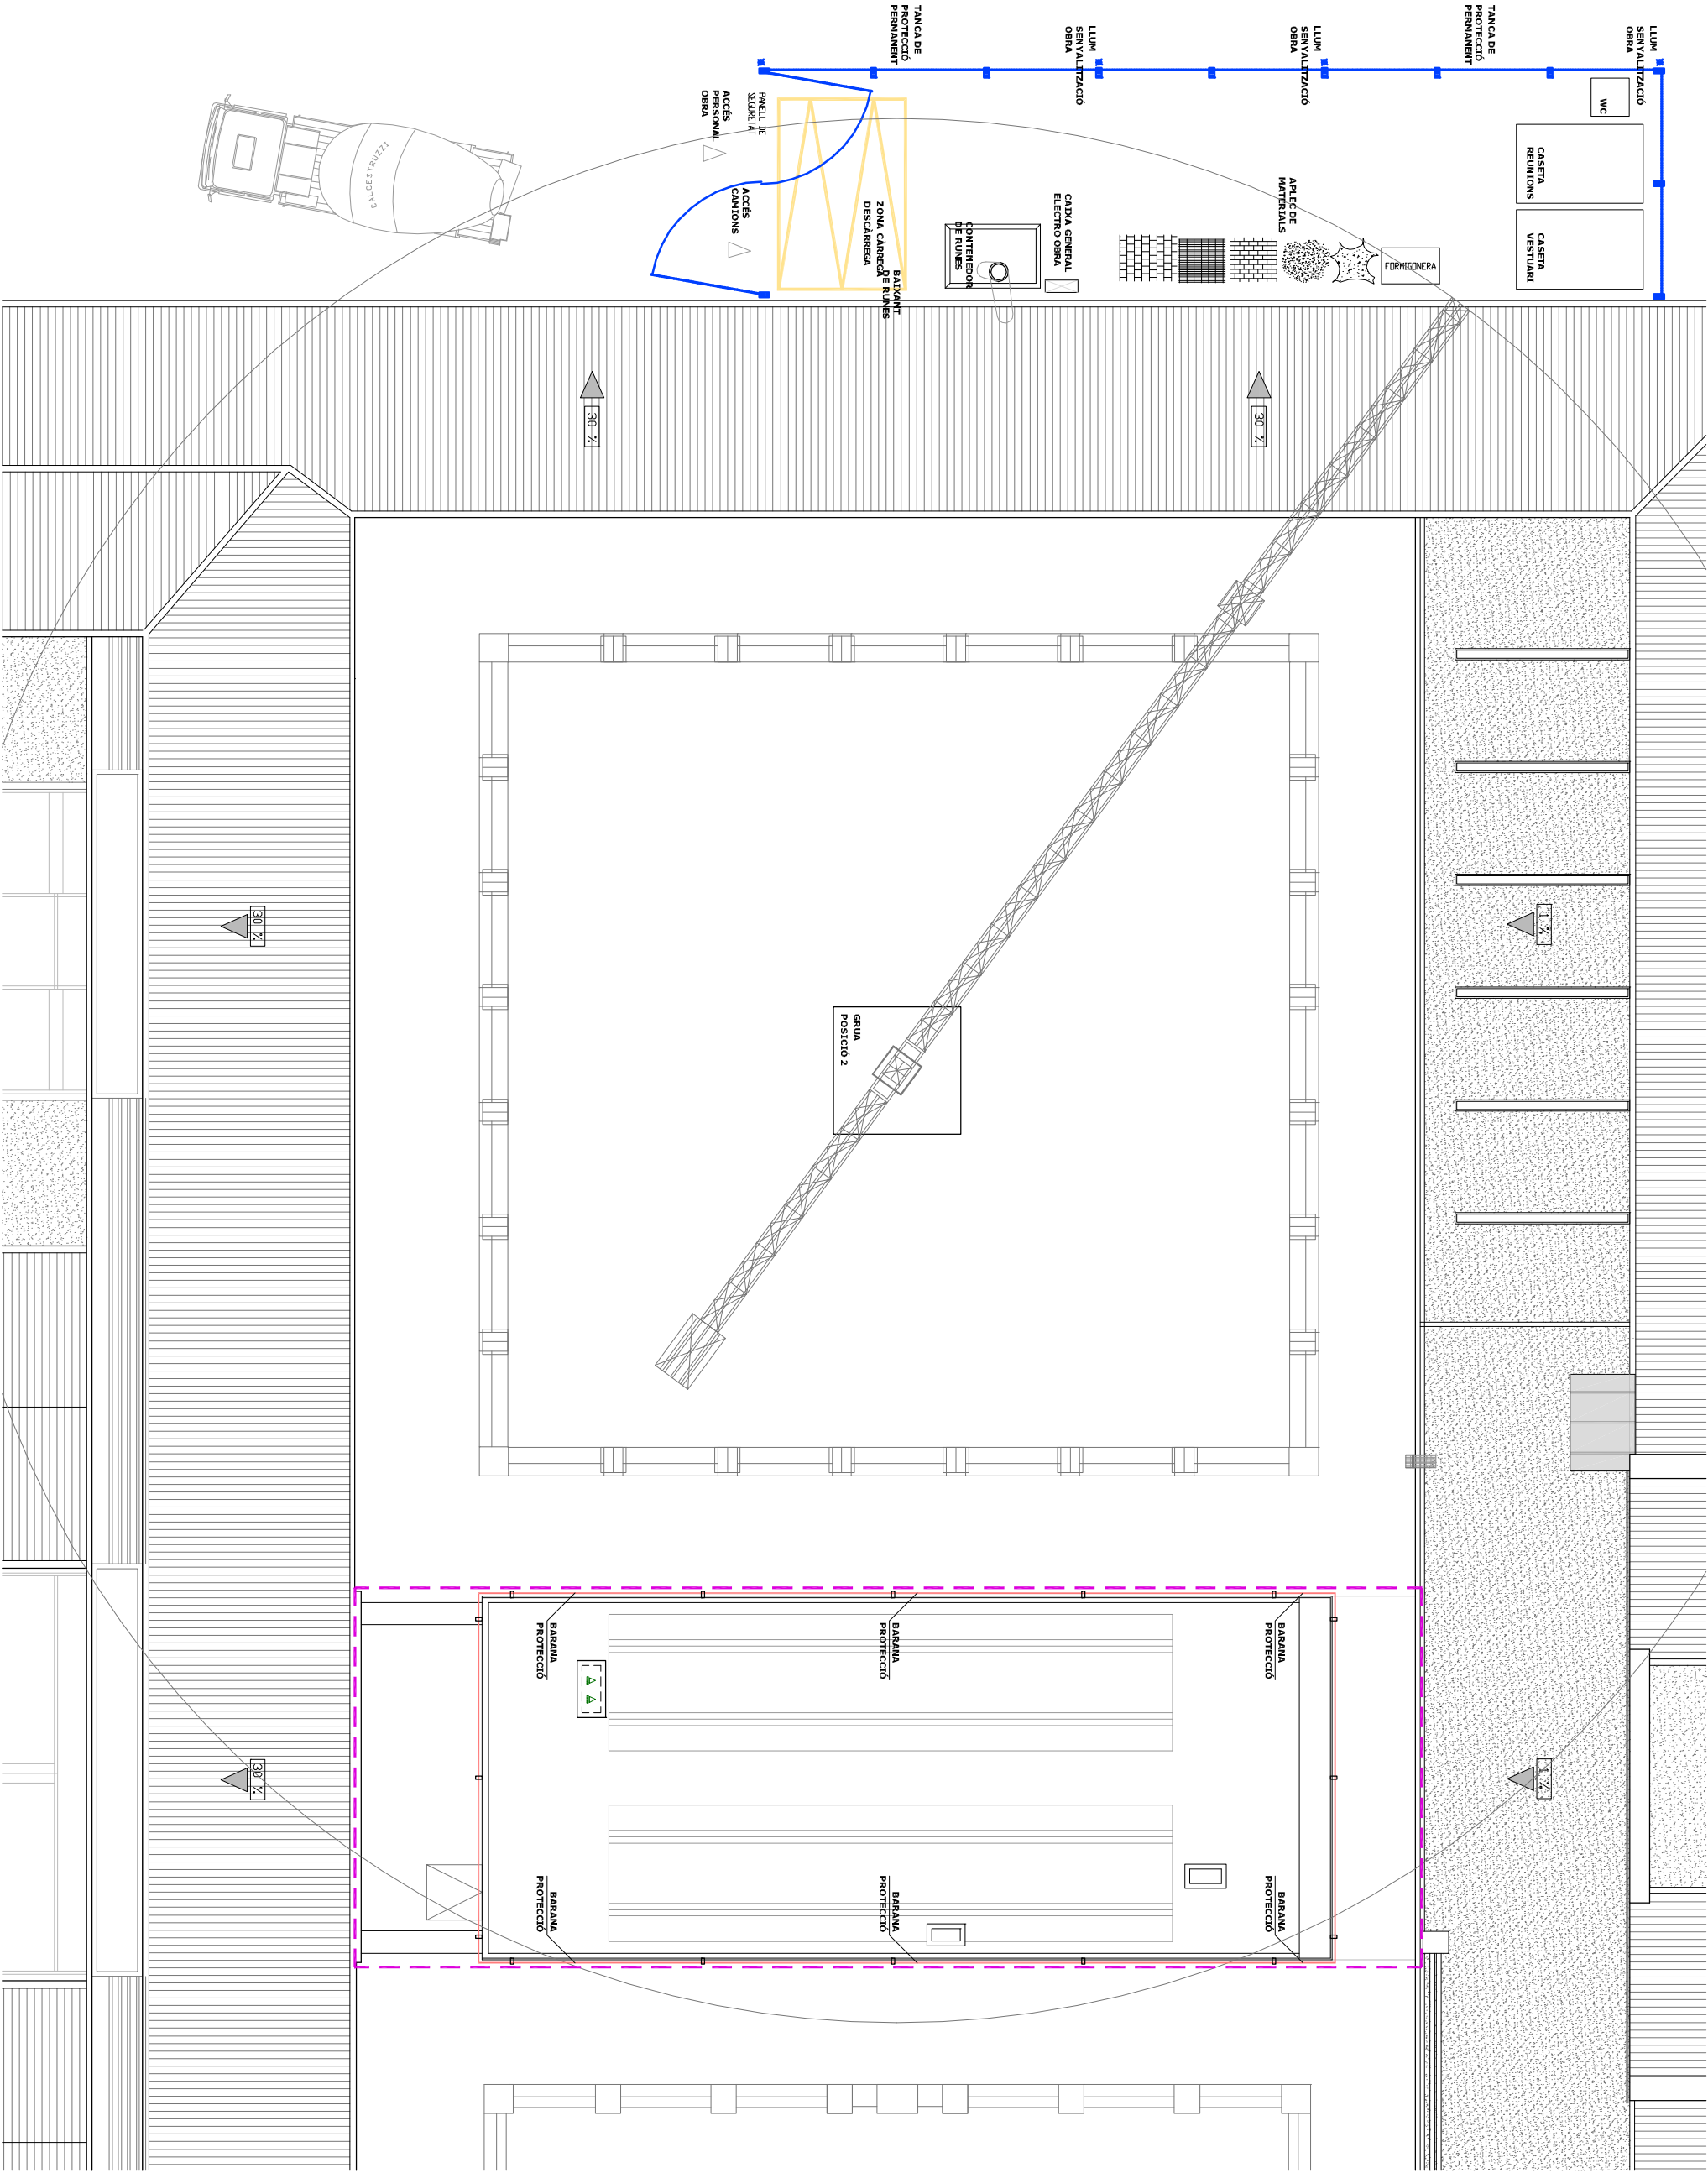 TANCA DE
PROTECCIÓ
PERMANENT
LLUM
SENYALITZACIÓ
OBRA
LLUM
SENYALITZACIÓ
OBRA
TANCA DE
PROTECCIÓ
PERMANENT
LLUM
SENYALITZACIÓ
OBRA
WC
CASETA
REUNIONS
CASETA
VESTUARI
PANELL DE
SEGURETAT
ACCÉS
PERSONAL
OBRA
ACCÉS
CAMIONS
CALCESTRUZZI
ZONA CÀRREGA
DESCÀRREGA
BAIXANT
DE RUNES
CONTENEDOR
DE RUNES
CAIXA GENERAL
ELECTRO OBRA
APLEC DE
MATERIALS
FORMIGONERA
30 %
30 %
30 %
1 %
GRUA
POSICIÓ 2
BARANA
PROTECCIÓ
BARANA
PROTECCIÓ
BARANA
PROTECCIÓ
30 %
1 %
BARANA
PROTECCIÓ
BARANA
PROTECCIÓ
BARANA
PROTECCIÓ